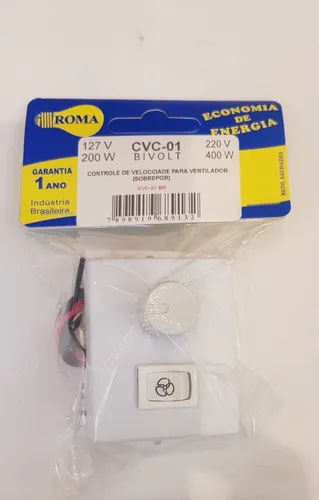 ROMA
ECONOMIA
DE
ENERGIA
127 V
200 W
CVC-01
BIVOLT
220 V
400 W
GARANTIA
1 ANO
Indústria
Brasileira
CONTROLE DE VELOCIDADE PARA VENTILADOR
(SOBREPOR)
CVC-01 BR
7898919689132